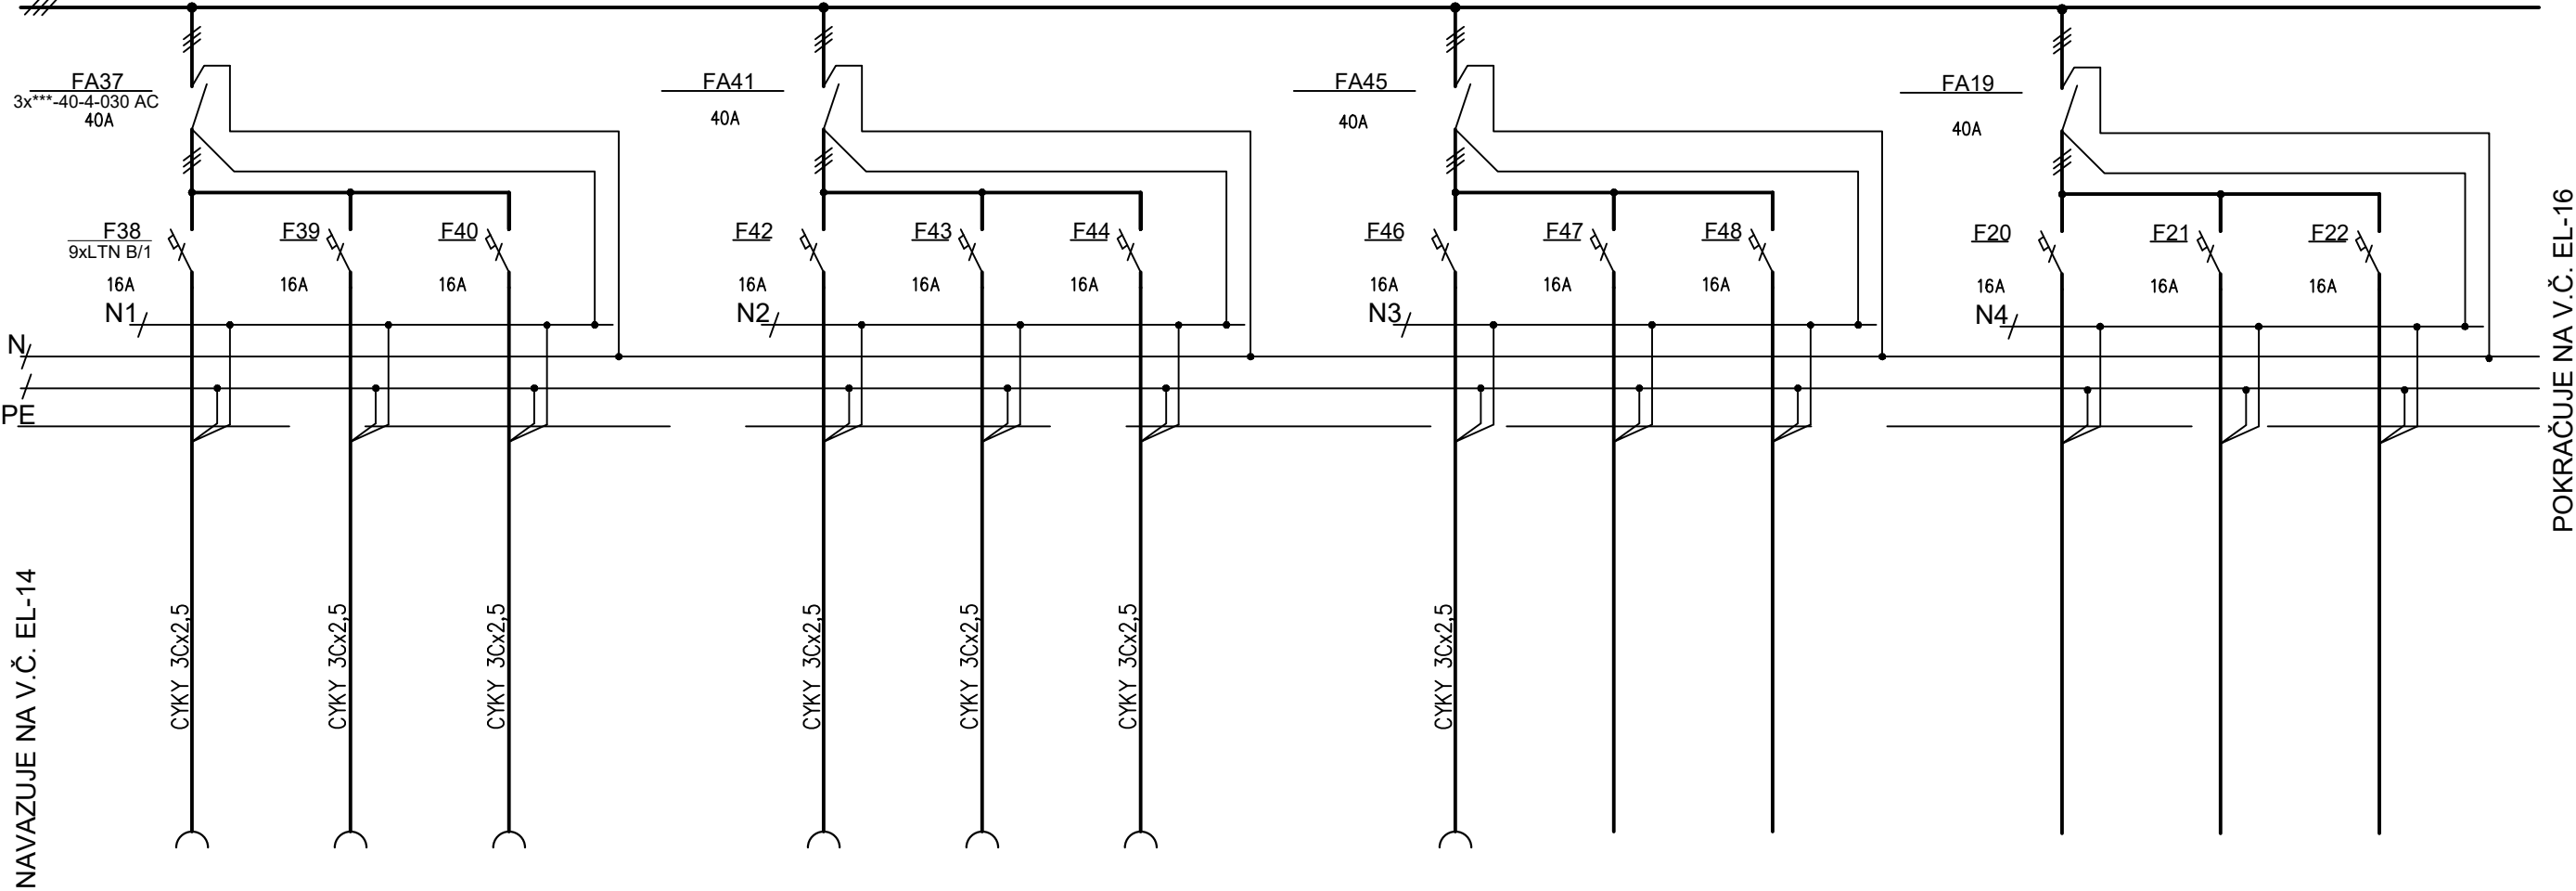 FA37
3x***-40-4-030 AC
40A
FA41
40A
FA45
40A
FA19
40A
F38
9xLTN B/1
16A
F39
16A
F40
16A
F42
16A
F43
16A
F44
16A
F46
16A
F47
16A
F48
16A
F20
16A
F21
16A
F22
16A
N1
N2
N3
N4
N
PE
CYKY 3Cx2,5
CYKY 3Cx2,5
CYKY 3Cx2,5
CYKY 3Cx2,5
CYKY 3Cx2,5
CYKY 3Cx2,5
CYKY 3Cx2,5
NAVAZUJE NA V.Č. EL-14
POKRAČUJE NA V.Č. EL-16